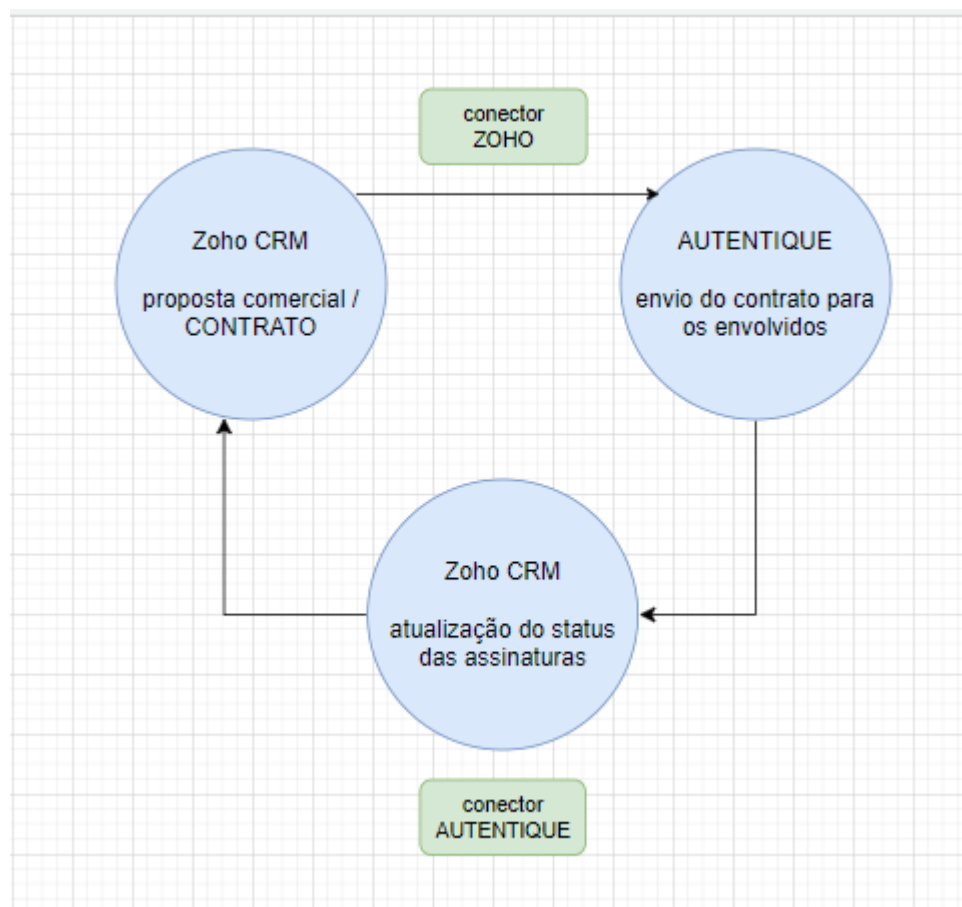 conector
ZOHO
Zoho CRM
proposta comercial /
CONTRATO
AUTENTIQUE
envio do contrato para
os envolvidos
Zoho CRM
atualização do status
das assinaturas
conector
AUTENTIQUE